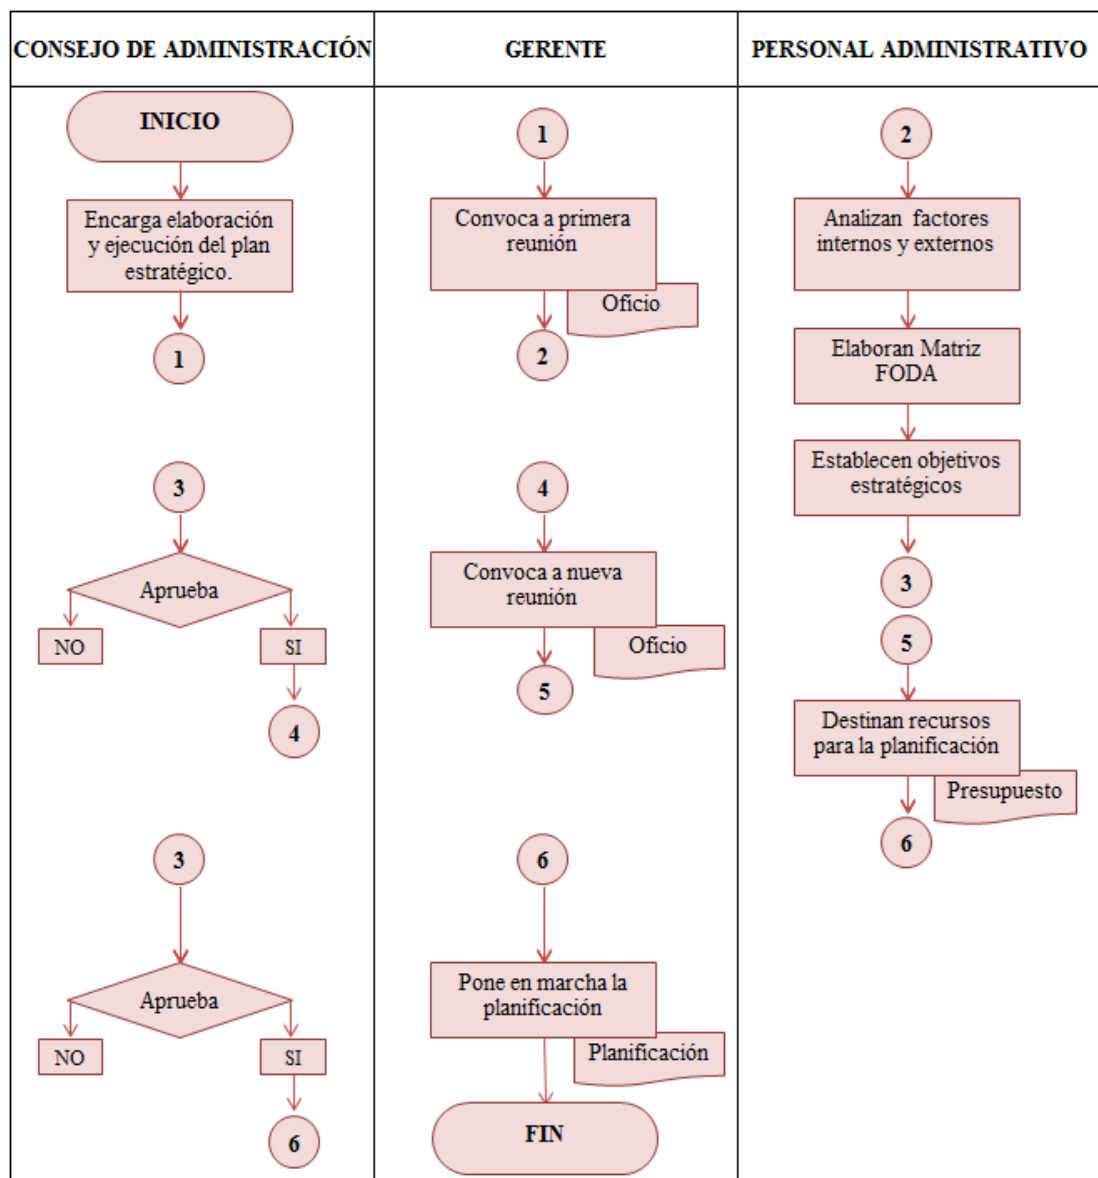 CONSEJO DE ADMINISTRACIÓN
GERENTE
PERSONAL ADMINISTRATIVO
INICIO
Encarga elaboración
y ejecución del plan
estratégico.
1
3
Aprueba
NO
SI
4
3
Aprueba
NO
SI
6
1
Convoca a primera
reunión
Oficio
2
4
Convoca a nueva
reunión
Oficio
5
6
Pone en marcha la
planificación
Planificación
FIN
2
Analizan factores
internos y externos
Elaboran Matriz
FODA
Establecen objetivos
estratégicos
3
5
Destinan recursos
para la planificación
Presupuesto
6